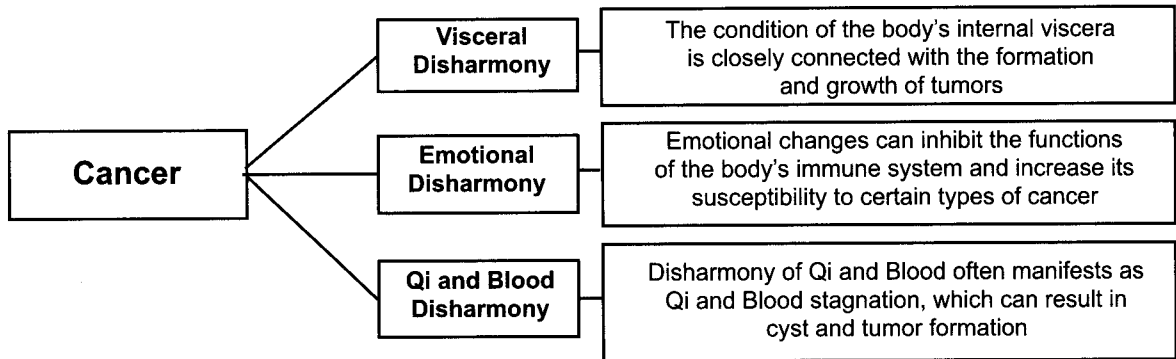 Cancer
Visceral
Disharmony
The condition of the body's internal viscera
is closely connected with the formation
and growth of tumors
Emotional
Disharmony
Emotional changes can inhibit the functions
of the body's immune system and increase its
susceptibility to certain types of cancer
Qi and Blood
Disharmony
Disharmony of Qi and Blood often manifests as
Qi and Blood stagnation, which can result in
cyst and tumor formation